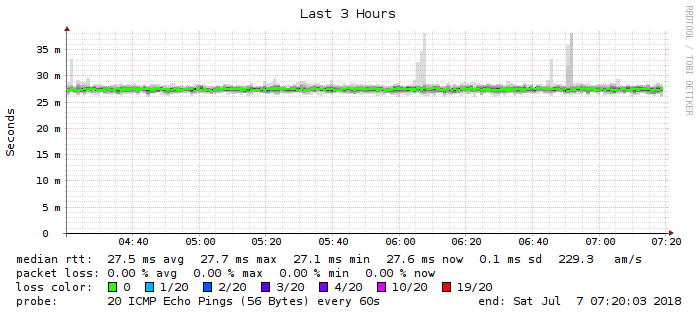 Last 3 Hours
RRDTOOL / TOBI OETIKER
Seconds
35 m
30 m
25 m
20 m
15 m
10 m
5 m
0
04:40 05:00 05:20 05:40 06:00 06:20 06:40 07:00 07:20
median rtt: 27.5 ms avg 27.7 ms max 27.1 ms min 27.6 ms now 0.1 ms sd 229.3 am/s
packet loss: 0.00 % avg 0.00 % max 0.00 % min 0.00 % now
loss color: 0 1/20 2/20 3/20 4/20 10/20 19/20
probe: 20 ICMP Echo Pings (56 Bytes) every 60s end: Sat Jul 7 07:20:03 2018